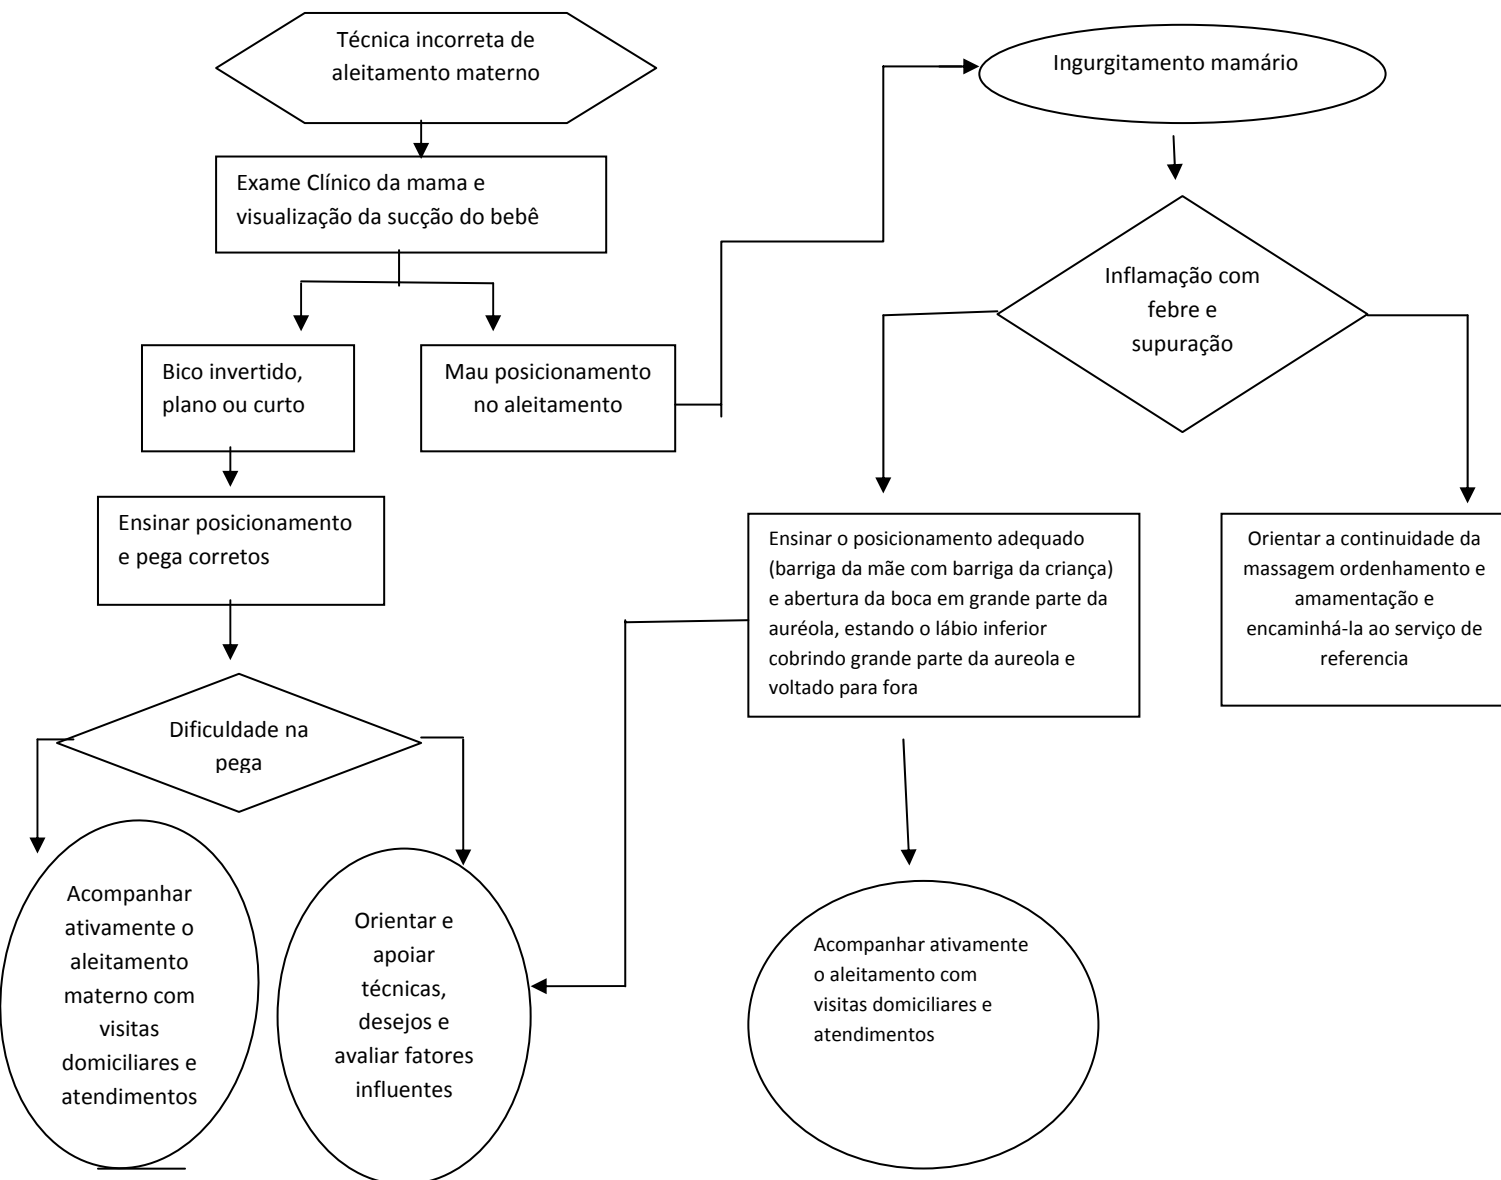 Técnica incorreta de
aleitamento materno
Exame Clínico da mama e
visualização da sucção do bebê
Bico invertido,
plano ou curto
Mau posicionamento
no aleitamento
Ensinar posicionamento
e pega corretos
Dificuldade na
pega
Acompanhar
ativamente o
aleitamento
materno com
visitas
domiciliares e
atendimentos
Orientar e
apoiar
técnicas,
desejos e
avaliar fatores
influentes
Ingurgitamento mamário
Inflamação com
febre e
supuração
Ensinar o posicionamento adequado
(barriga da mãe com barriga da criança)
e abertura da boca em grande parte da
auréola, estando o lábio inferior
cobrindo grande parte da aureola e
voltado para fora
Orientar a continuidade da
massagem ordenhamento e
amamentação e
encaminhá-la ao serviço de
referencia
Acompanhar ativamente
o aleitamento com
visitas domiciliares e
atendimentos